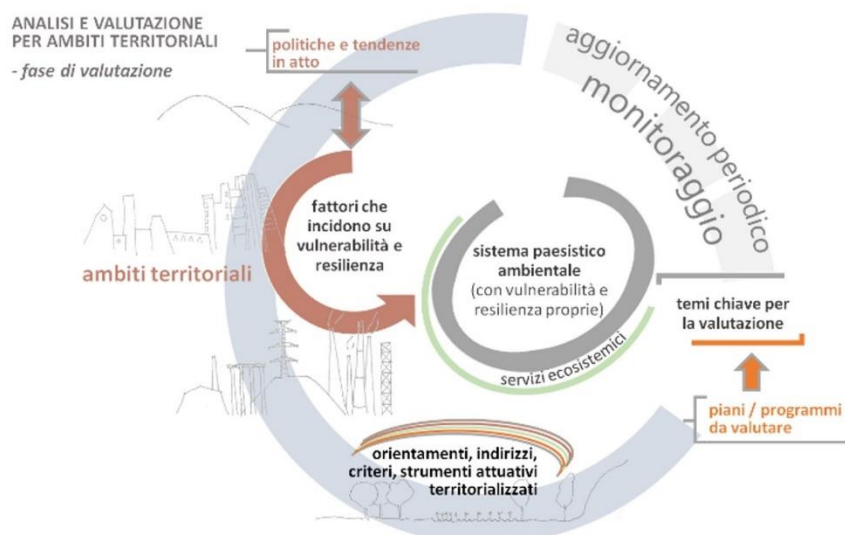 ANALISI E VALUTAZIONE
PER AMBITI TERRITORIALI
- fase di valutazione
politiche e tendenze
in atto
aggiornamento periodico
monitoraggio
fattori che
incidono su
vulnerabilità e
resilienza
ambiti territoriali
sistema paesistico
ambientale
(con vulnerabilità e
resilienza proprie)
servizi ecosistemici
temi chiave per
la valutazione
piani / programmi
da valutare
orientamenti, indirizzi,
criteri, strumenti attuativi
territorializzati